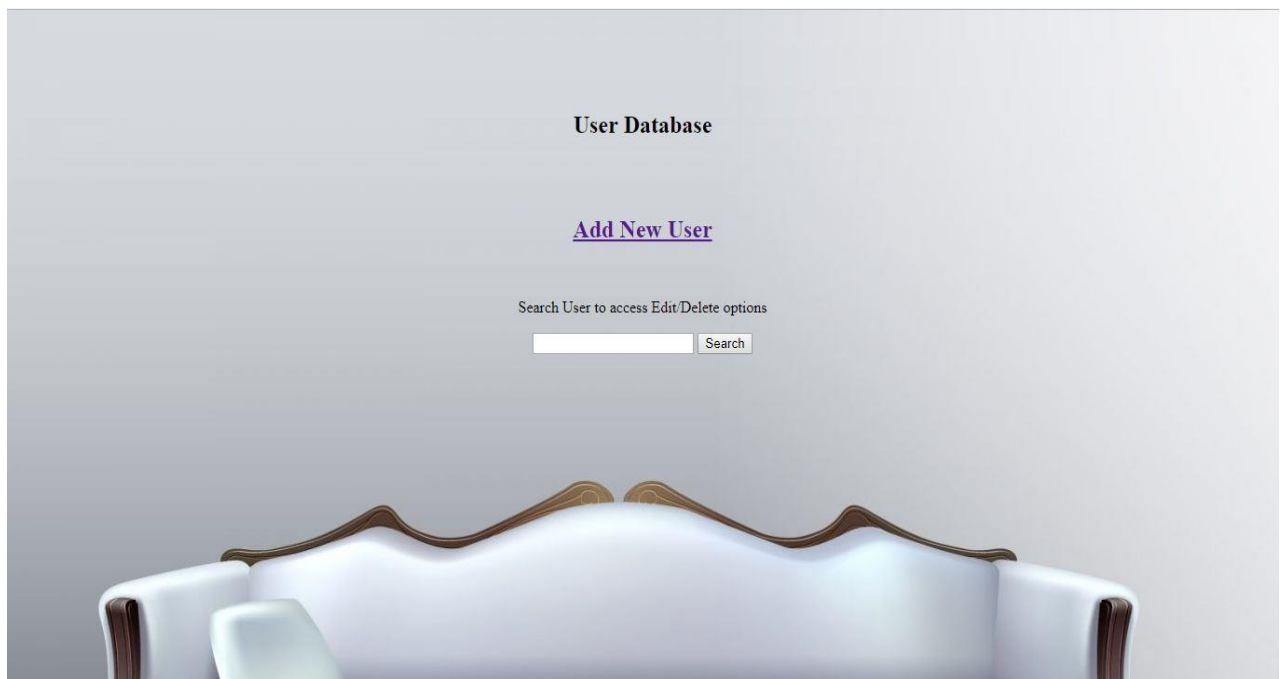 User Database
Add New User
Search User to access Edit/Delete options
Search